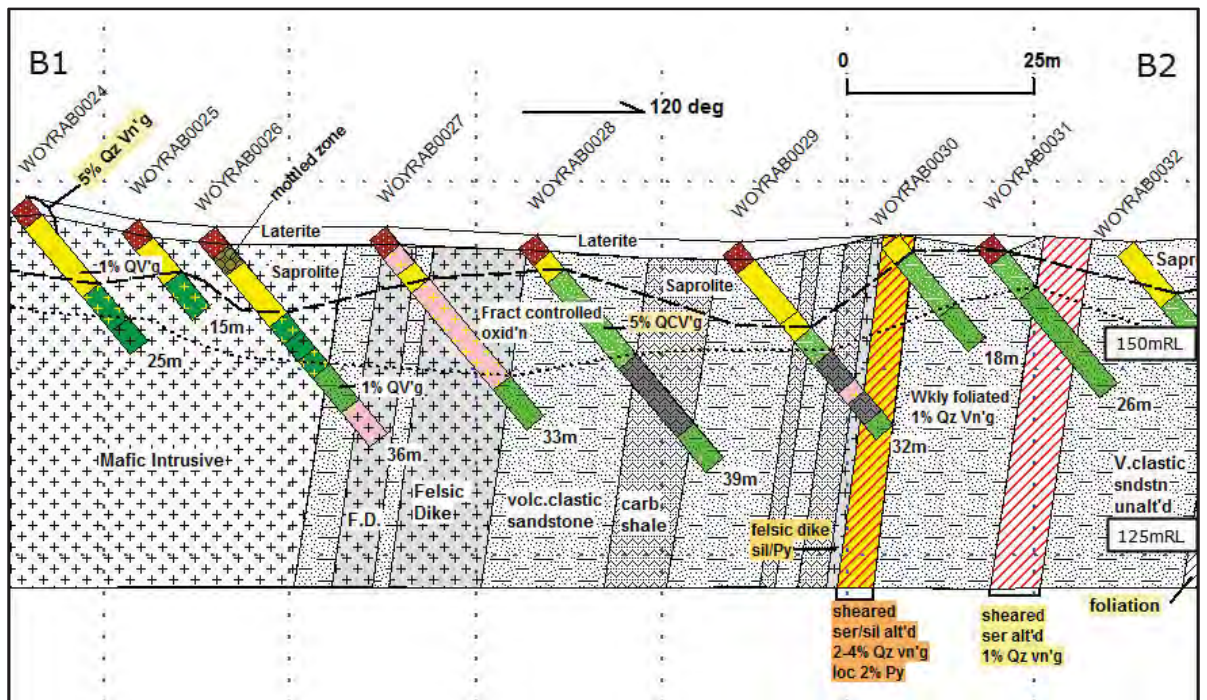 B1
B2
0
25m
120 deg
WOYRAB0024
5% Qz Vn'g
WOYRAB0025
WOYRAB0026
mottled zone
WOYRAB0027
WOYRAB0028
WOYRAB0029
WOYRAB0030
WOYRAB0031
WOYRAB0032
Laterite
Laterite
1% QV'g
Saprolite
Saprolite
Sapr
15m
25m
Fract controlled
oxid'n
5% QCV'g
150mRL
18m
1% QV'g
26m
Wkly foliated
1% Qz Vn'g
33m
32m
36m
39m
Mafic Intrusive
F.D.
Felsic
Dike
volc.clastic
sandstone
carb.
shale
felsic dike
sil/Py
V.clastic
sndstn
unalt'd
125mRL
foliation
sheared
ser/sil alt'd
2-4% Qz vn'g
loc 2% Py
sheared
ser alt'd
1% Qz vn'g